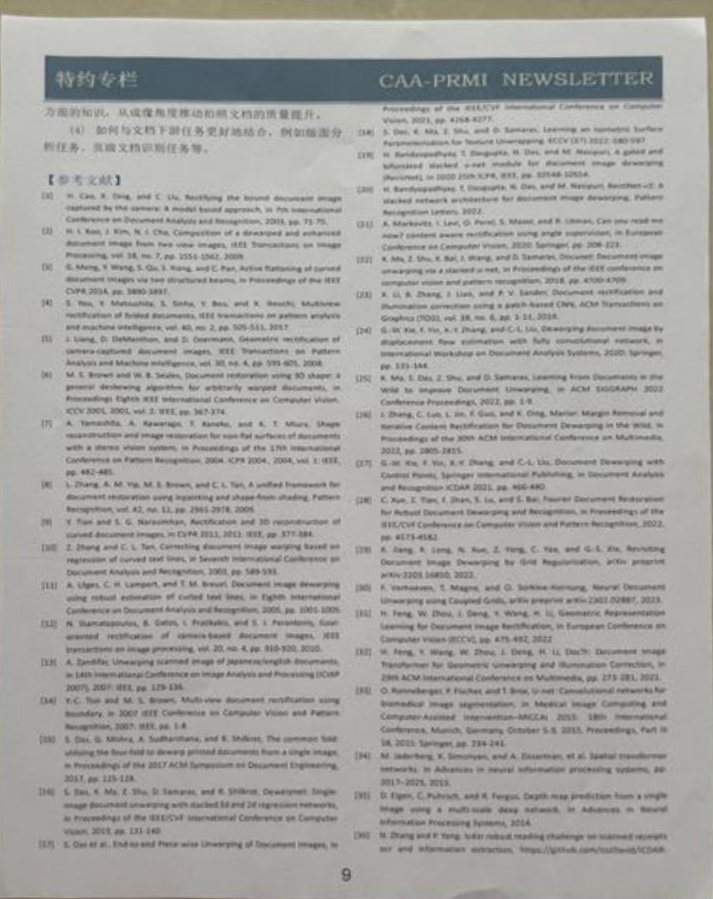 特约专栏
CAA-PRMI NEWSLETTER
方面的知识，从成像角度推动拍照文档的质量提升。
(4) 如何与文档下游任务更好地结合，例如版面分
析任务、页级文档识别任务等。
【参考文献】
[1] H. Cao, X. Ding, and C. Liu, Rectifying the bound document image
captured by the camera: A model based approach, in 7th International
Conference on Document Analysis and Recognition, 2003, pp. 71-75.
[2] H. I. Koo, J. Kim, N. I. Cho, Composition of a dewarped and enhanced
document image from two view images, IEEE Transactions on Image
Processing, vol. 18, no. 7, pp. 1551-1562, 2009.
[3] G. Meng, Y. Wang, S. Qu, S. Xiang, and C. Pan, Active flattening of curved
document images via two structured beams, in Proceedings of the IEEE
CVPR 2014, pp. 3890-3897.
[4] S. You, Y. Matsushita, S. Sinha, Y. Bou, and K. Ikeuchi, Multiview
rectification of folded documents, IEEE transactions on pattern analysis
and machine intelligence, vol. 40, no. 2, pp. 505-511, 2017.
[5] J. Liang, D. DeMenthon, and D. Doermann, Geometric rectification of
camera-captured document images, IEEE Transactions on Pattern
Analysis and Machine Intelligence, vol. 30, no. 4, pp. 591-605, 2008.
[6] M. S. Brown and W. B. Seales, Document restoration using 3D shape: a
general deskewing algorithm for arbitrarily warped documents, in
Proceedings Eighth IEEE International Conference on Computer Vision.
ICCV 2001, 2001, vol. 2: IEEE, pp. 367-374.
[7] A. Yamashita, A. Kawarago, T. Kaneko, and K. T. Miura, Shape
reconstruction and image restoration for non-flat surfaces of documents
with a stereo vision system, in Proceedings of the 17th International
Conference on Pattern Recognition, 2004. ICPR 2004., 2004, vol. 1: IEEE,
pp. 482-485.
[8] L. Zhang, A. M. Yip, M. S. Brown, and C. L. Tan, A unified framework for
document restoration using inpainting and shape-from-shading, Pattern
Recognition, vol. 42, no. 11, pp. 2961-2978, 2009.
[9] Y. Tian and S. G. Narasimhan, Rectification and 3D reconstruction of
curved document images, in CVPR 2011, 2011: IEEE, pp. 377-384.
[10] Z. Zhang and C. L. Tan, Correcting document image warping based on
regression of curved text lines, in Seventh International Conference on
Document Analysis and Recognition, 2003, pp. 589-593.
[11] A. Ulges, C. H. Lampert, and T. M. Breuel, Document image dewarping
using robust estimation of curled text lines, in Eighth International
Conference on Document Analysis and Recognition, 2005, pp. 1001-1005.
[12] N. Stamatopoulos, B. Gatos, I. Pratikakis, and S. J. Perantonis, Goal-
oriented rectification of camera-based document images, IEEE
transactions on image processing, vol. 20, no. 4, pp. 910-920, 2010.
[13] A. Zandifar, Unwarping scanned image of Japanese/english documents,
in 14th International Conference on Image Analysis and Processing (ICIAP
2007), 2007: IEEE, pp. 129-136.
[14] Y.-C. Tsoi and M. S. Brown, Multi-view document rectification using
boundary, in 2007 IEEE Conference on Computer Vision and Pattern
Recognition, 2007: IEEE, pp. 1-8.
[15] S. Das, G. Mishra, A. Sudharshana, and R. Shilkrot, The common fold:
utilizing the four-fold to dewarp printed documents from a single image,
in Proceedings of the 2017 ACM Symposium on Document Engineering,
2017, pp. 125-128.
[16] S. Das, K. Ma, Z. Shu, D. Samaras, and R. Shilkrot, Dewarpnet: Single-
image document unwarping with stacked 3d and 2d regression networks,
in Proceedings of the IEEE/CVF International Conference on Computer
Vision, 2019, pp. 131-140.
[17] S. Das et al., End-to-end Piece-wise Unwarping of Document Images, in
Proceedings of the IEEE/CVF International Conference on Computer
Vision, 2021, pp. 4268-4277.
[18] S. Das, K. Ma, Z. Shu, and D. Samaras, Learning an Isometric Surface
Parameterization for Texture Unwrapping, ECCV (37) 2022: 580-597
[19] H. Bandyopadhyay, T. Dasgupta, N. Das, and M. Nasipuri, A gated and
bifurcated stacked u-net module for document image dewarping
[20] H. Bandyopadhyay, T. Dasgupta, N. Das, and M. Nasipuri, RectiNet-v2: A
stacked network architecture for document image dewarping, Pattern
Recognition Letters, 2022.
[21] A. Markovitz, I. Lavi, O. Perel, S. Mazor, and R. Litman, Can you read me
now? content aware rectification using angle supervision, in European
Conference on Computer Vision, 2020: Springer, pp. 208-223.
[22] K. Ma, Z. Shu, X. Bai, J. Wang, and D. Samaras, Docunet: Document image
unwarping via a stacked u-net, in Proceedings of the IEEE conference on
computer vision and pattern recognition, 2018, pp. 4700-4709.
[23] X. Li, B. Zhang, J. Liao, and P. V. Sander, Document rectification and
illumination correction using a patch-based CNN, ACM Transactions on
Graphics (TOG), vol. 38, no. 6, pp. 1-11, 2019.
[24] G.-W. Xie, F. Yin, X.-Y. Zhang, and C.-L. Liu, Dewarping document image by
displacement flow estimation with fully convolutional network, in
International Workshop on Document Analysis Systems, 2020: Springer,
pp. 131-144.
[25] K. Ma, S. Das, Z. Shu, and D. Samaras, Learning From Documents in the
Wild to Improve Document Unwarping, in ACM SIGGRAPH 2022
Conference Proceedings, 2022, pp. 1-9.
[26] J. Zhang, C. Luo, L. Jin, F. Guo, and K. Ding, Marior: Margin Removal and
Iterative Content Rectification for Document Dewarping in the Wild, in
Proceedings of the 30th ACM International Conference on Multimedia,
2022, pp. 2805-2815.
[27] G.-W. Xie, F. Yin, X.-Y. Zhang, and C.-L. Liu, Document Dewarping with
Control Points, Springer International Publishing, in Document Analysis
and Recognition ICDAR 2021, pp. 466-480.
[28] C. Xue, Z. Tian, F. Zhan, S. Lu, and S. Bai, Fourier Document Restoration
for Robust Document Dewarping and Recognition, in Proceedings of the
IEEE/CVF Conference on Computer Vision and Pattern Recognition, 2022,
pp. 4573-4582.
[29] X. Jiang, R. Long, N. Xue, Z. Yang, C. Yao, and G.-S. Xia, Revisiting
Document Image Dewarping by Grid Regularization, arXiv preprint
arXiv:2203.16850, 2022.
[30] F. Verhoeven, T. Magne, and O. Sorkine-Hornung, Neural Document
Unwarping using Coupled Grids, arXiv preprint arXiv:2302.02887, 2023.
[31] H. Feng, W. Zhou, J. Deng, Y. Wang, H. Li, Geometric Representation
Learning for Document Image Rectification, in European Conference on
Computer Vision (ECCV), pp. 475-492, 2022
[32] H. Feng, Y. Wang, W. Zhou, J. Deng, H. Li, DocTr: Document Image
Transformer for Geometric Unwarping and Illumination Correction, in
29th ACM International Conference on Multimedia, pp. 273-281, 2021.
[33] O. Ronneberger, P. Fischer, and T. Brox, U-net: Convolutional networks for
biomedical image segmentation, in Medical Image Computing and
Computer-Assisted Intervention–MICCAI 2015: 18th International
Conference, Munich, Germany, October 5-9, 2015, Proceedings, Part III
18, 2015: Springer, pp. 234-241.
[34] M. Jaderberg, K. Simonyan, and A. Zisserman, et al. Spatial transformer
networks, in Advances in neural information processing systems, pp.
2017–2025, 2015.
[35] D. Eigen, C. Puhrsch, and R. Fergus, Depth map prediction from a single
image using a multi-scale deep network, in Advances in Neural
Information Processing Systems, 2014.
[36] N. Zhang and P. Yang, Icdar robust reading challenge on scanned receipts
ocr and information extraction,
9